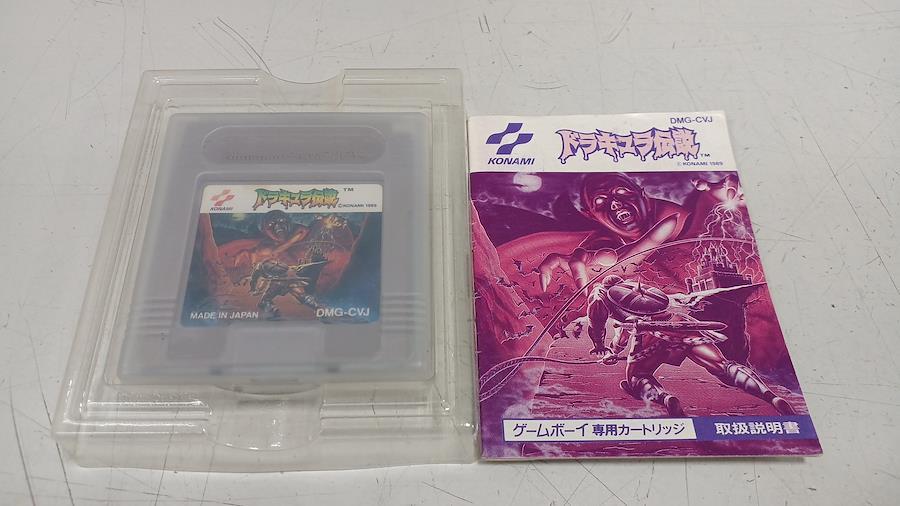 KONAMI
ドラキュラ伝説 TM
© KONAMI 1989
MADE IN JAPAN
DMG-CVJ
DMG-CVJ
KONAMI
ドラキュラ伝説 TM
© KONAMI 1989
ゲームボーイ 専用カートリッジ
取扱説明書